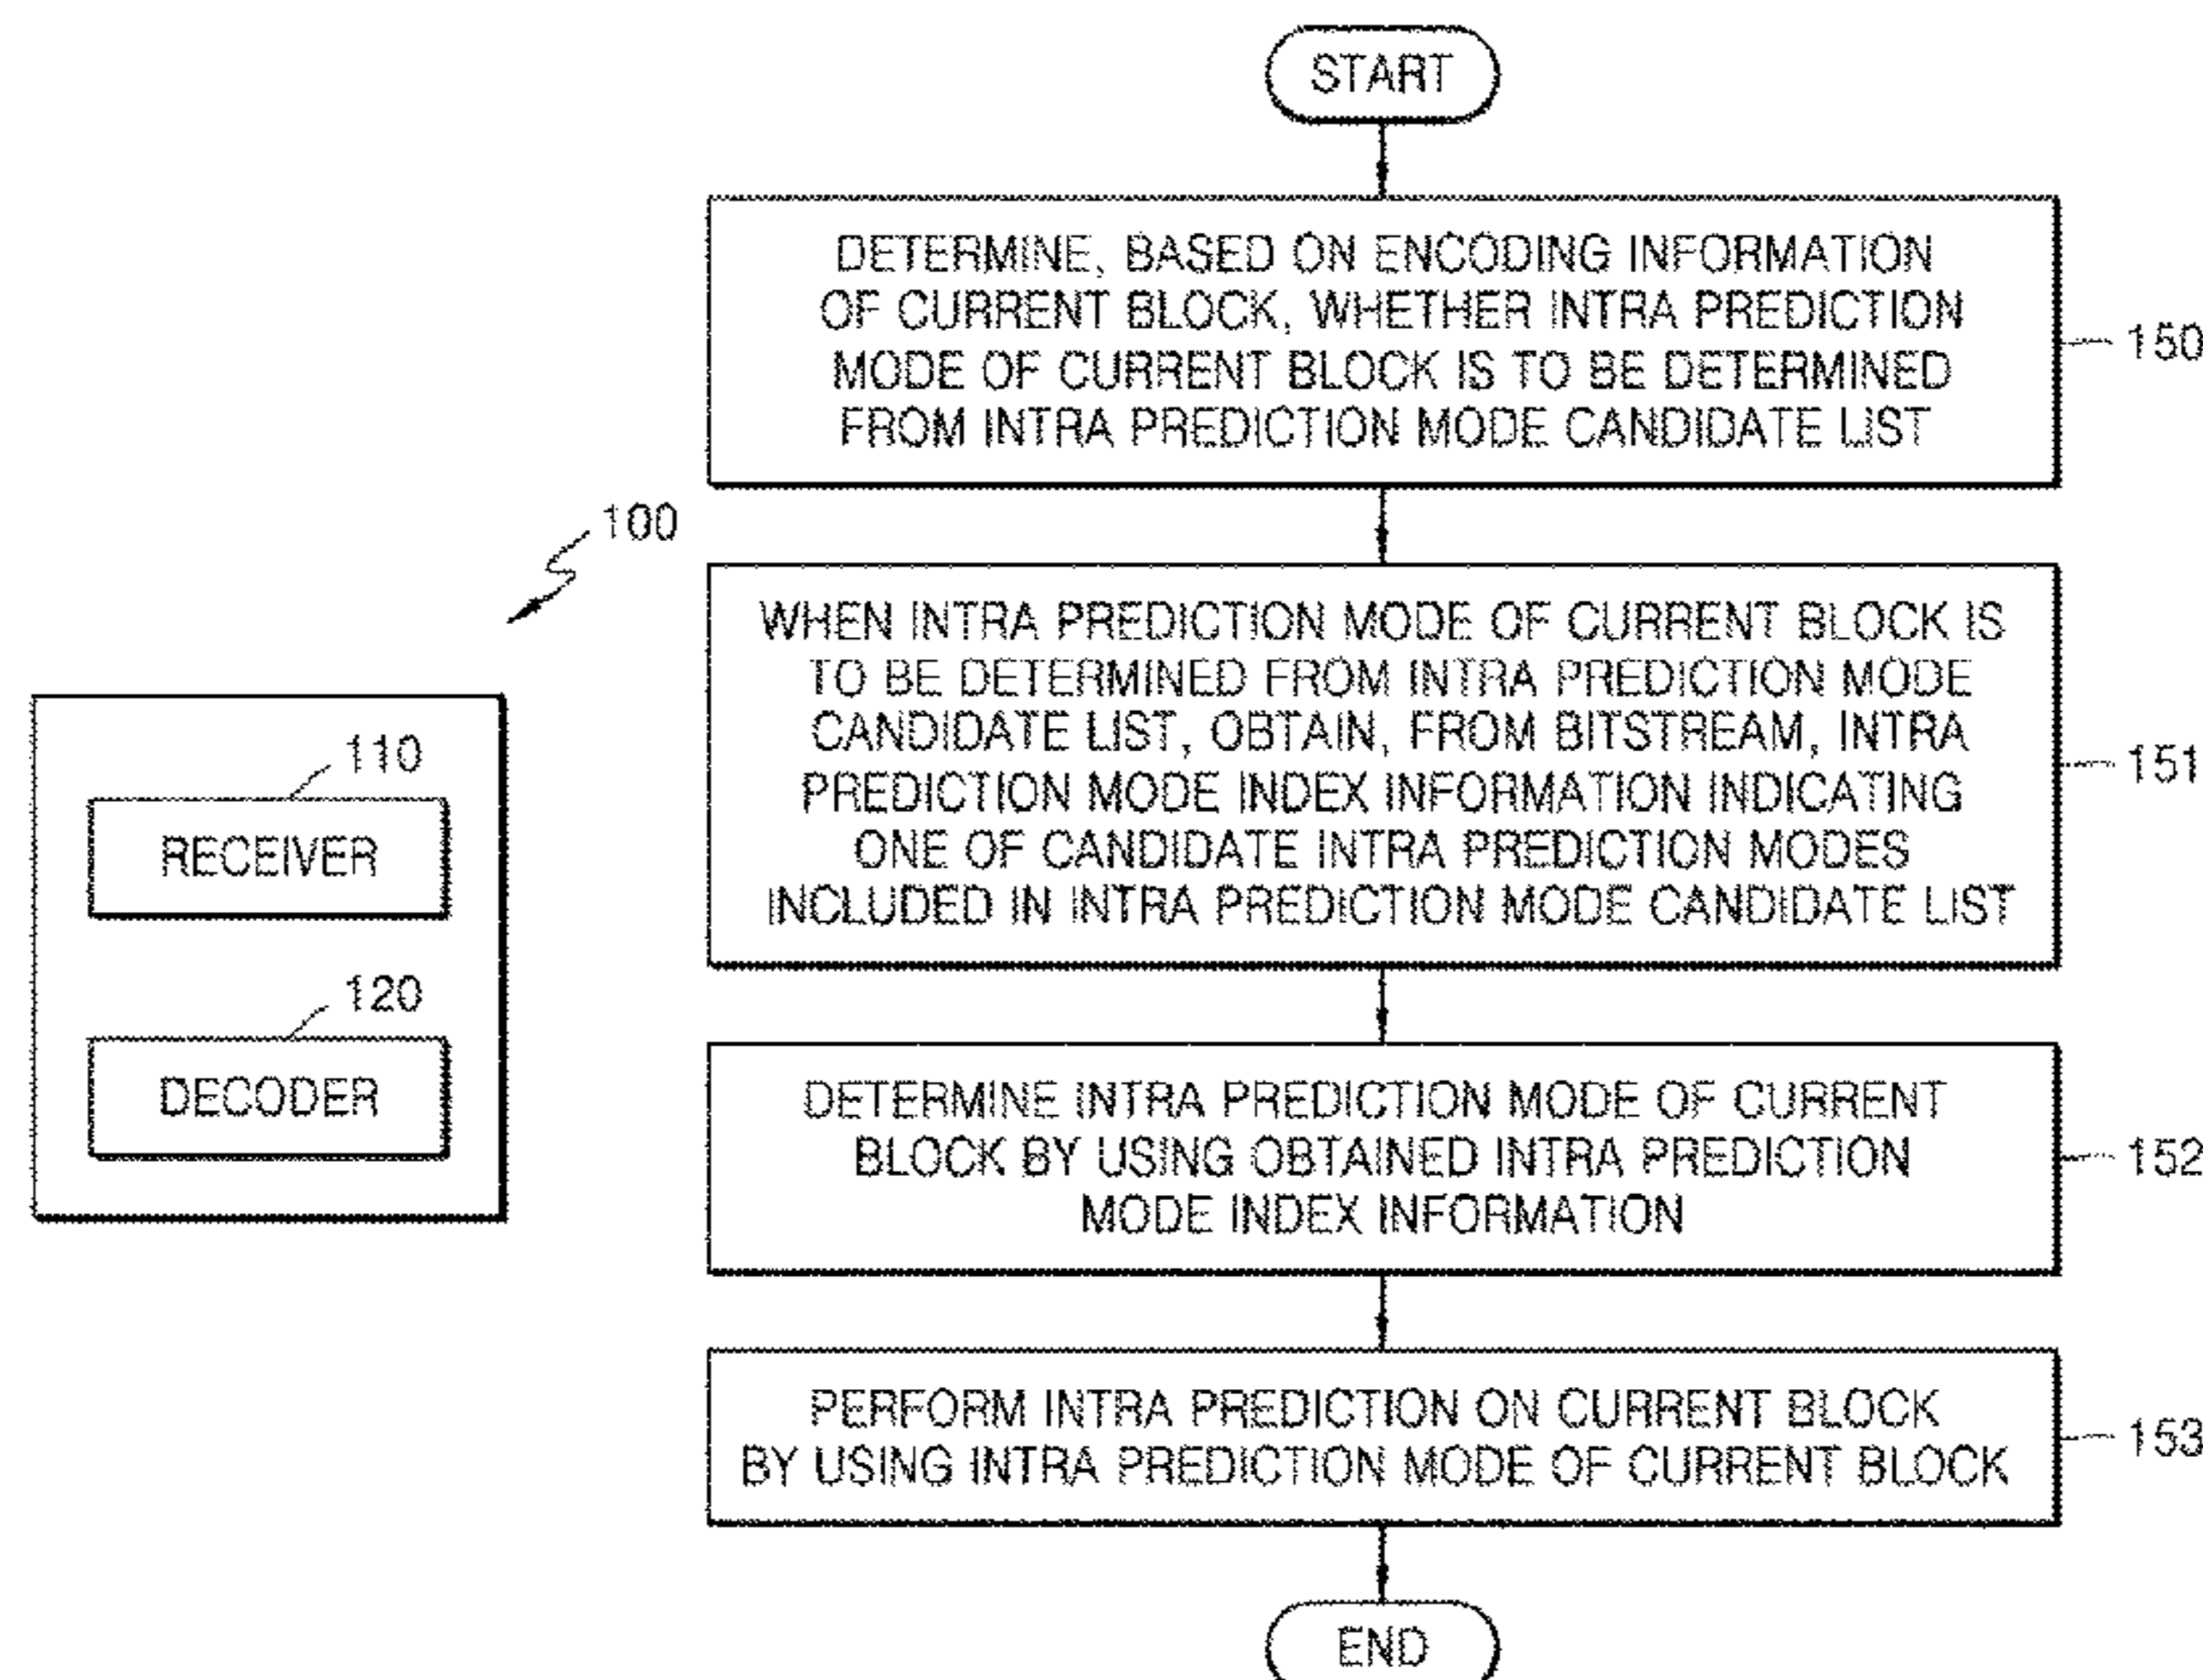 100
110
RECEIVER
120
DECODER
START
DETERMINE, BASED ON ENCODING INFORMATION
OF CURRENT BLOCK, WHETHER INTRA PREDICTION
MODE OF CURRENT BLOCK IS TO BE DETERMINED
FROM INTRA PREDICTION MODE CANDIDATE LIST
150
WHEN INTRA PREDICTION MODE OF CURRENT BLOCK IS
TO BE DETERMINED FROM INTRA PREDICTION MODE
CANDIDATE LIST, OBTAIN, FROM BITSTREAM, INTRA
PREDICTION MODE INDEX INFORMATION INDICATING
ONE OF CANDIDATE INTRA PREDICTION MODES
INCLUDED IN INTRA PREDICTION MODE CANDIDATE LIST
151
DETERMINE INTRA PREDICTION MODE OF CURRENT
BLOCK BY USING OBTAINED INTRA PREDICTION
MODE INDEX INFORMATION
152
PERFORM INTRA PREDICTION ON CURRENT BLOCK
BY USING INTRA PREDICTION MODE OF CURRENT BLOCK
153
END